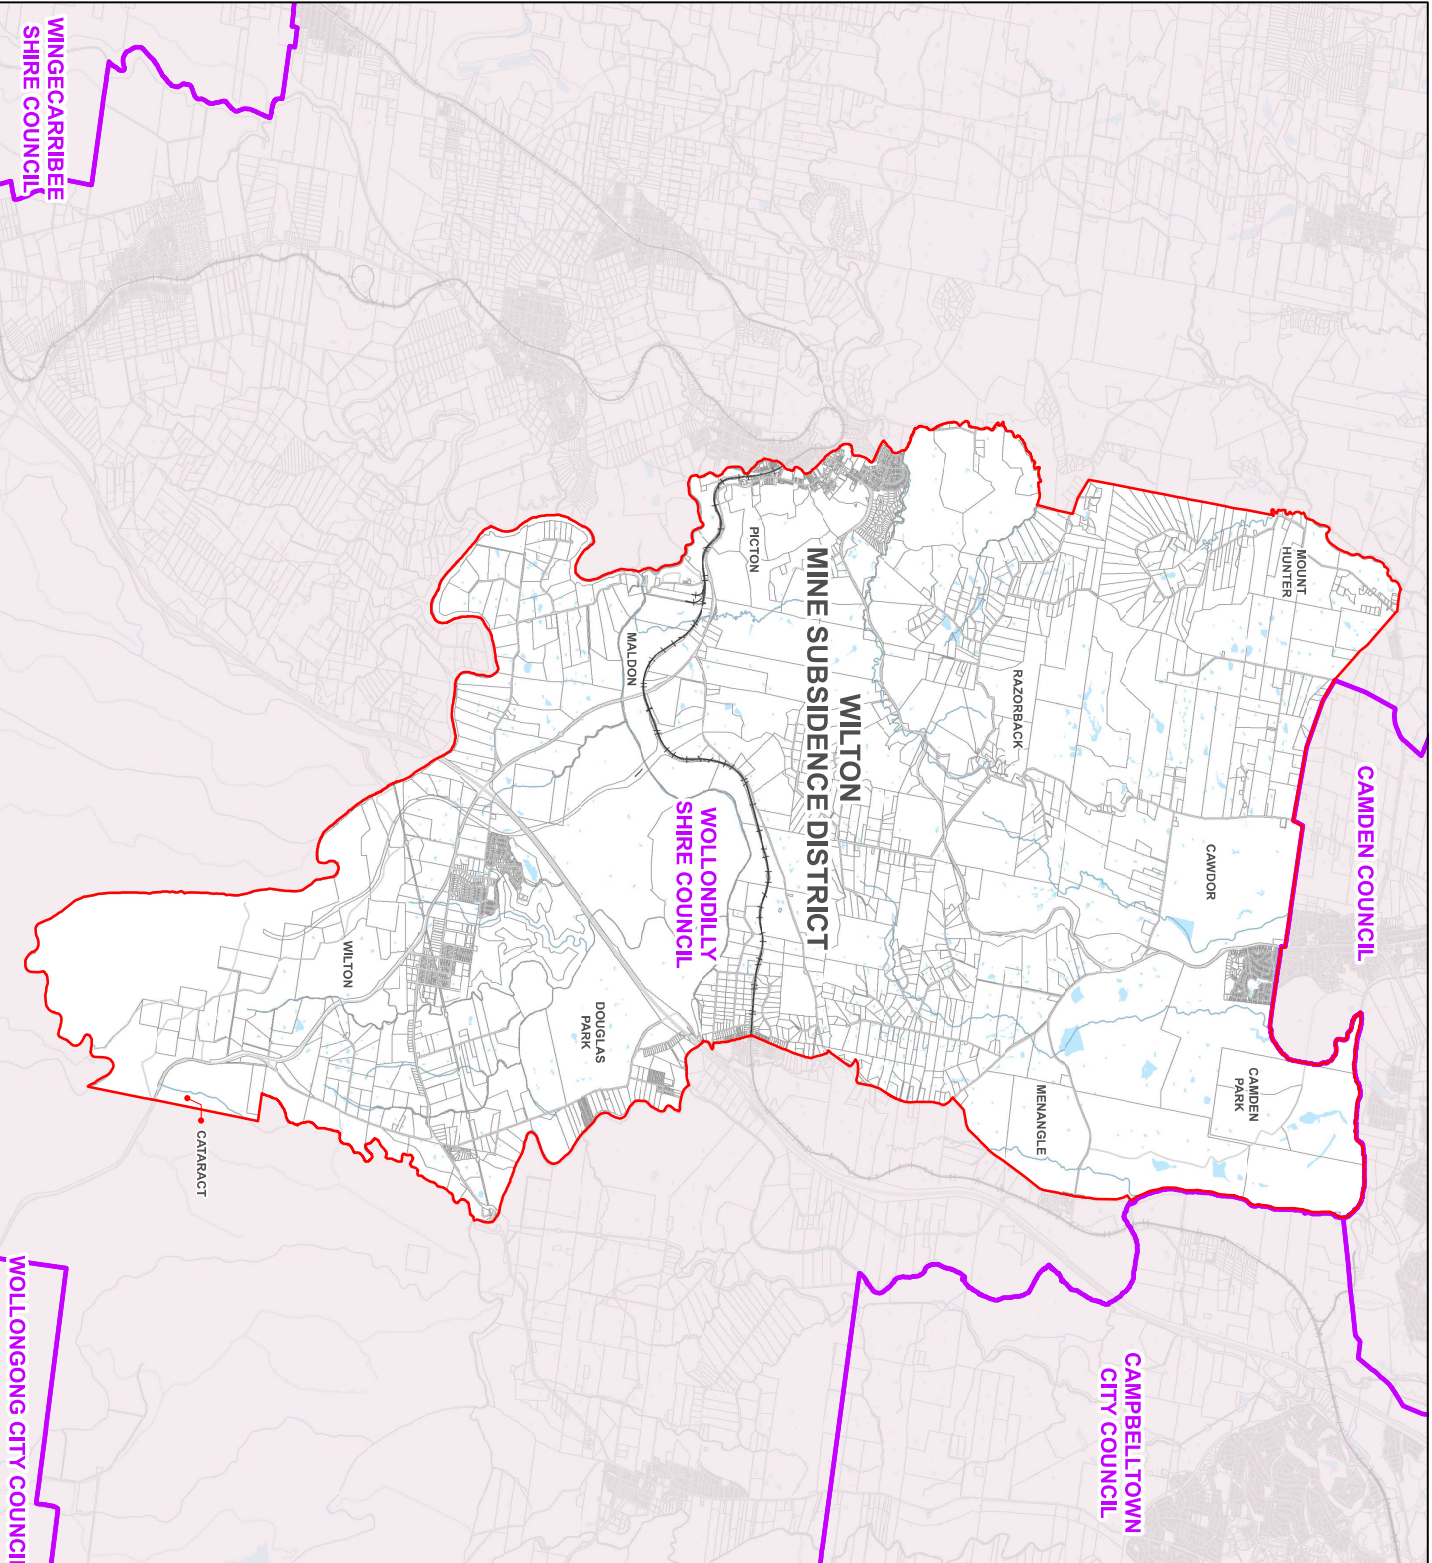 CAMDEN COUNCIL
MOUNT
HUNTER
CAWDOR
CAMDEN
PARK
CAMPBELLTOWN
CITY COUNCIL
RAZORBACK
MENANGLE
WILTON
MINE SUBSIDENCE DISTRICT
PICTON
WOLLONDILLY
SHIRE COUNCIL
MALDON
DOUGLAS
PARK
WILTON
CATARACT
WINGECARRIBEE
SHIRE COUNCIL
WOLLONGONG CITY COUNCIL